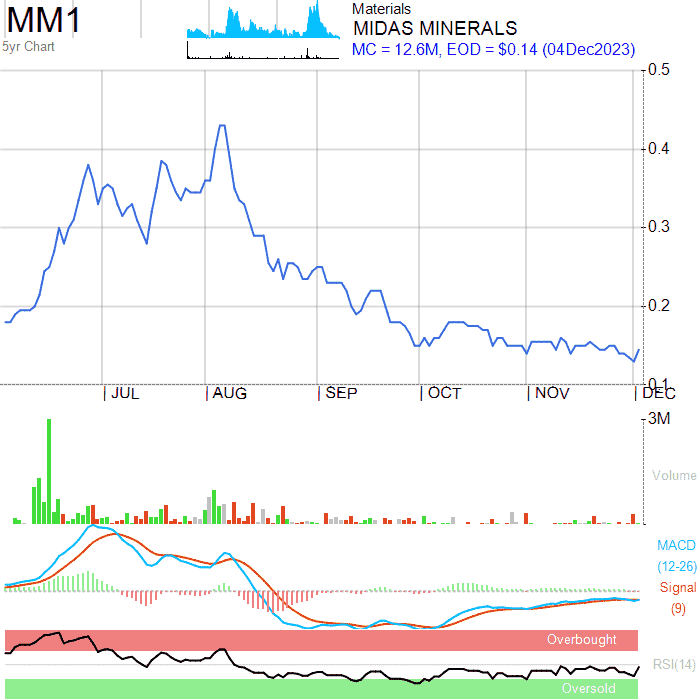 MM1
5yr Chart
Materials
MIDAS MINERALS
MC = 12.6M, EOD = $0.14 (04Dec2023)
0.5
0.4
0.3
0.2
0.1
JUL
AUG
SEP
OCT
NOV
DEC
3M
Volume
MACD
(12-26)
Signal
(9)
Overbought
RSI(14)
Oversold